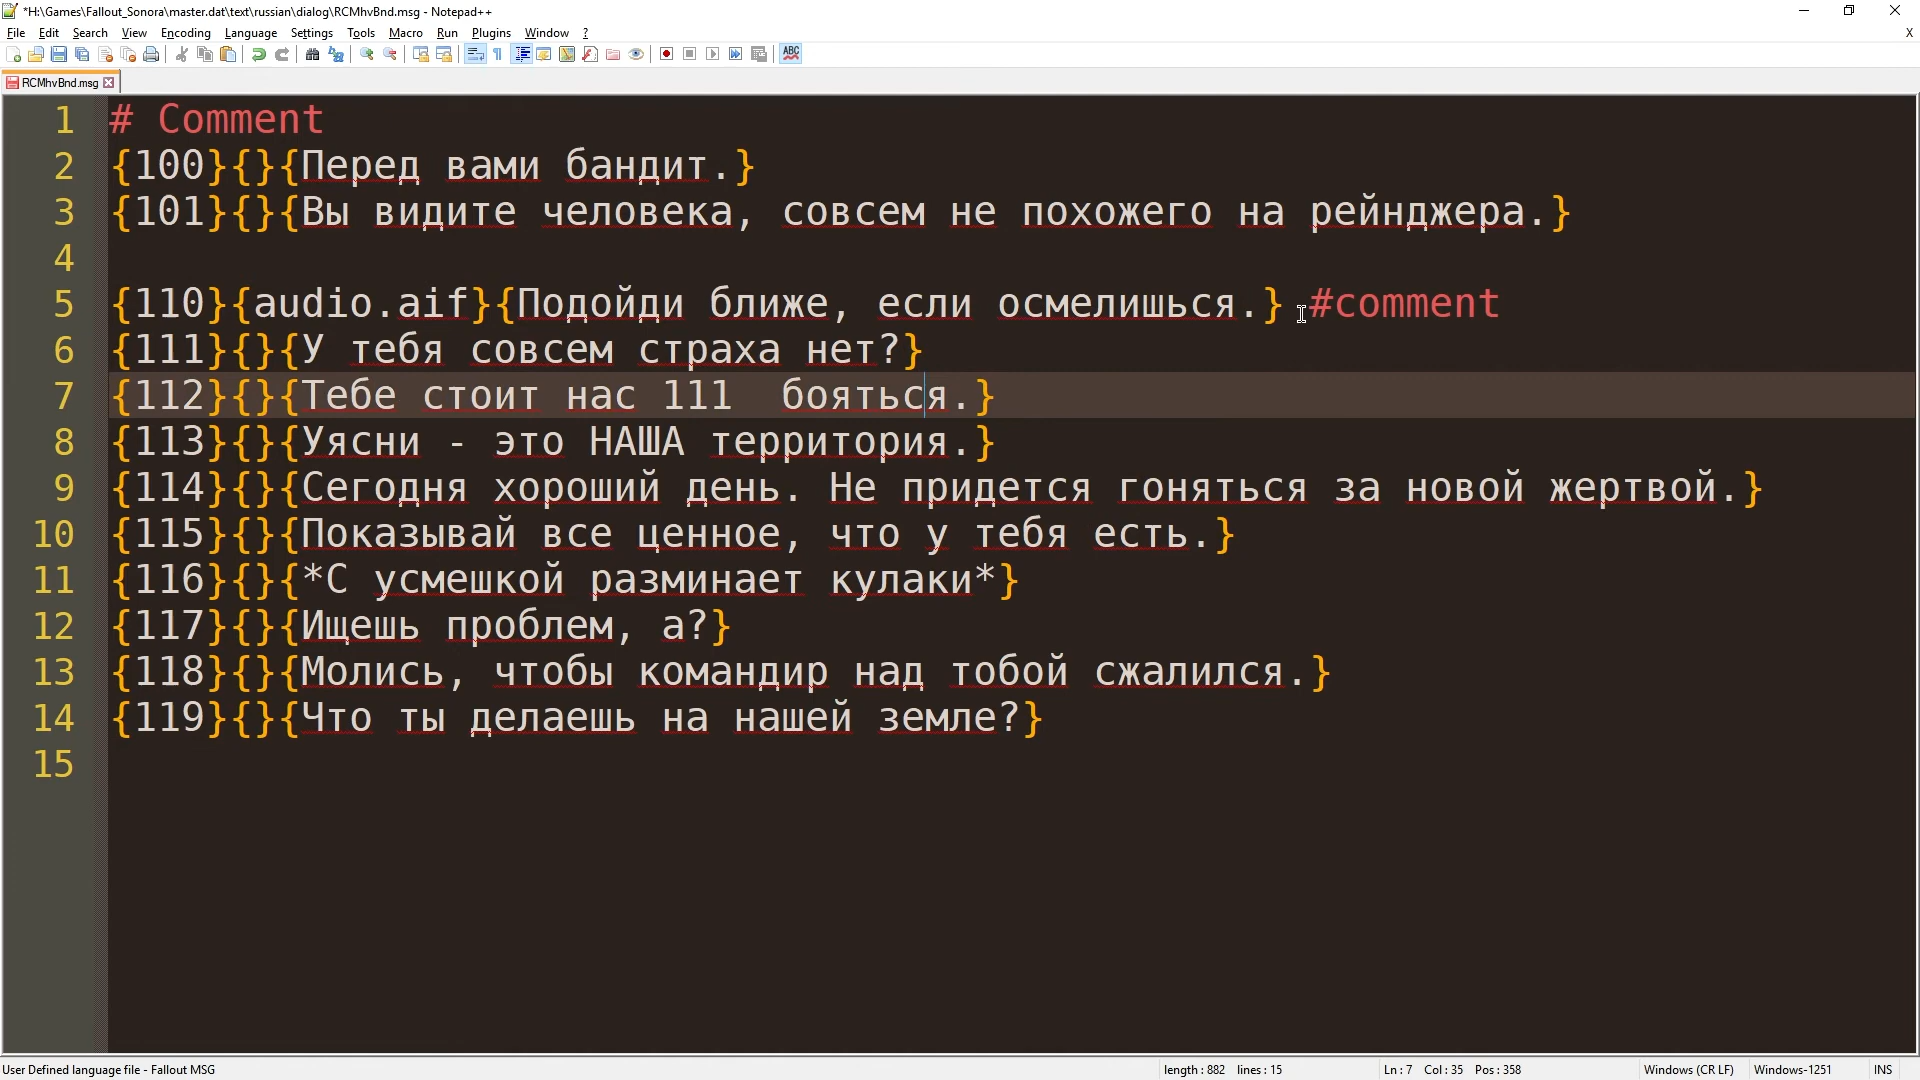 *H:\Games\Fallout_Sonora\master.dat\text\russian\dialog\RCMhvBnd.msg - Notepad++
File Edit Search View Encoding Language Settings Tools Macro Run Plugins Window ? X
ABC
RCMhvBnd.msg
1 # Comment
2 {100}{}{Перед вами бандит.}
3 {101}{}{Вы видите человека, совсем не похожего на рейнджера.}
4
5 {110}{audio.aif}{Подойди ближе, если осмелишься.} #comment
6 {111}{}{У тебя совсем страха нет?}
7 {112}{}{Тебе стоит нас 111  бояться.}
8 {113}{}{Уясни - это НАША территория.}
9 {114}{}{Сегодня хороший день. Не придется гоняться за новой жертвой.}
10 {115}{}{Показывай все ценное, что у тебя есть.}
11 {116}{}{*С усмешкой разминает кулаки*}
12 {117}{}{Ищешь проблем, а?}
13 {118}{}{Молись, чтобы командир над тобой сжалился.}
14 {119}{}{Что ты делаешь на нашей земле?}
15
User Defined language file - Fallout MSG length : 882 lines : 15 Ln : 7 Col : 35 Pos : 358 Windows (CR LF) Windows-1251 INS